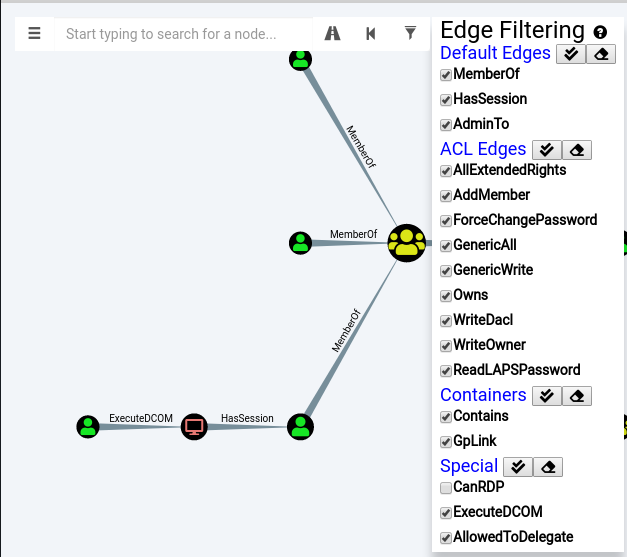 Start typing to search for a node...
MemberOf
MemberOf
MemberOf
ExecuteDCOM
HasSession
Edge Filtering ?
Default Edges
MemberOf
HasSession
AdminTo
ACL Edges
AllExtendedRights
AddMember
ForceChangePassword
GenericAll
GenericWrite
Owns
WriteDacl
WriteOwner
ReadLAPSPassword
Containers
Contains
GpLink
Special
CanRDP
ExecuteDCOM
AllowedToDelegate